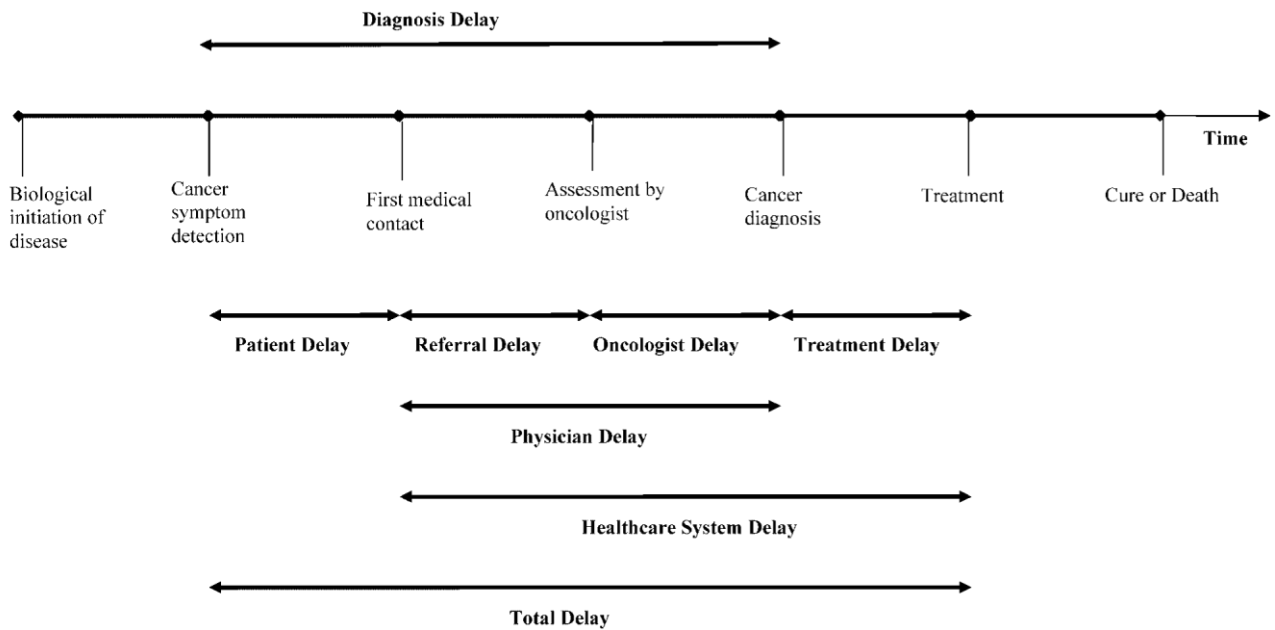 Diagnosis Delay
Time
Biological
initiation of
disease
Cancer
symptom
detection
First medical
contact
Assessment by
oncologist
Cancer
diagnosis
Treatment
Cure or Death
Patient Delay
Referral Delay
Oncologist Delay
Treatment Delay
Physician Delay
Healthcare System Delay
Total Delay